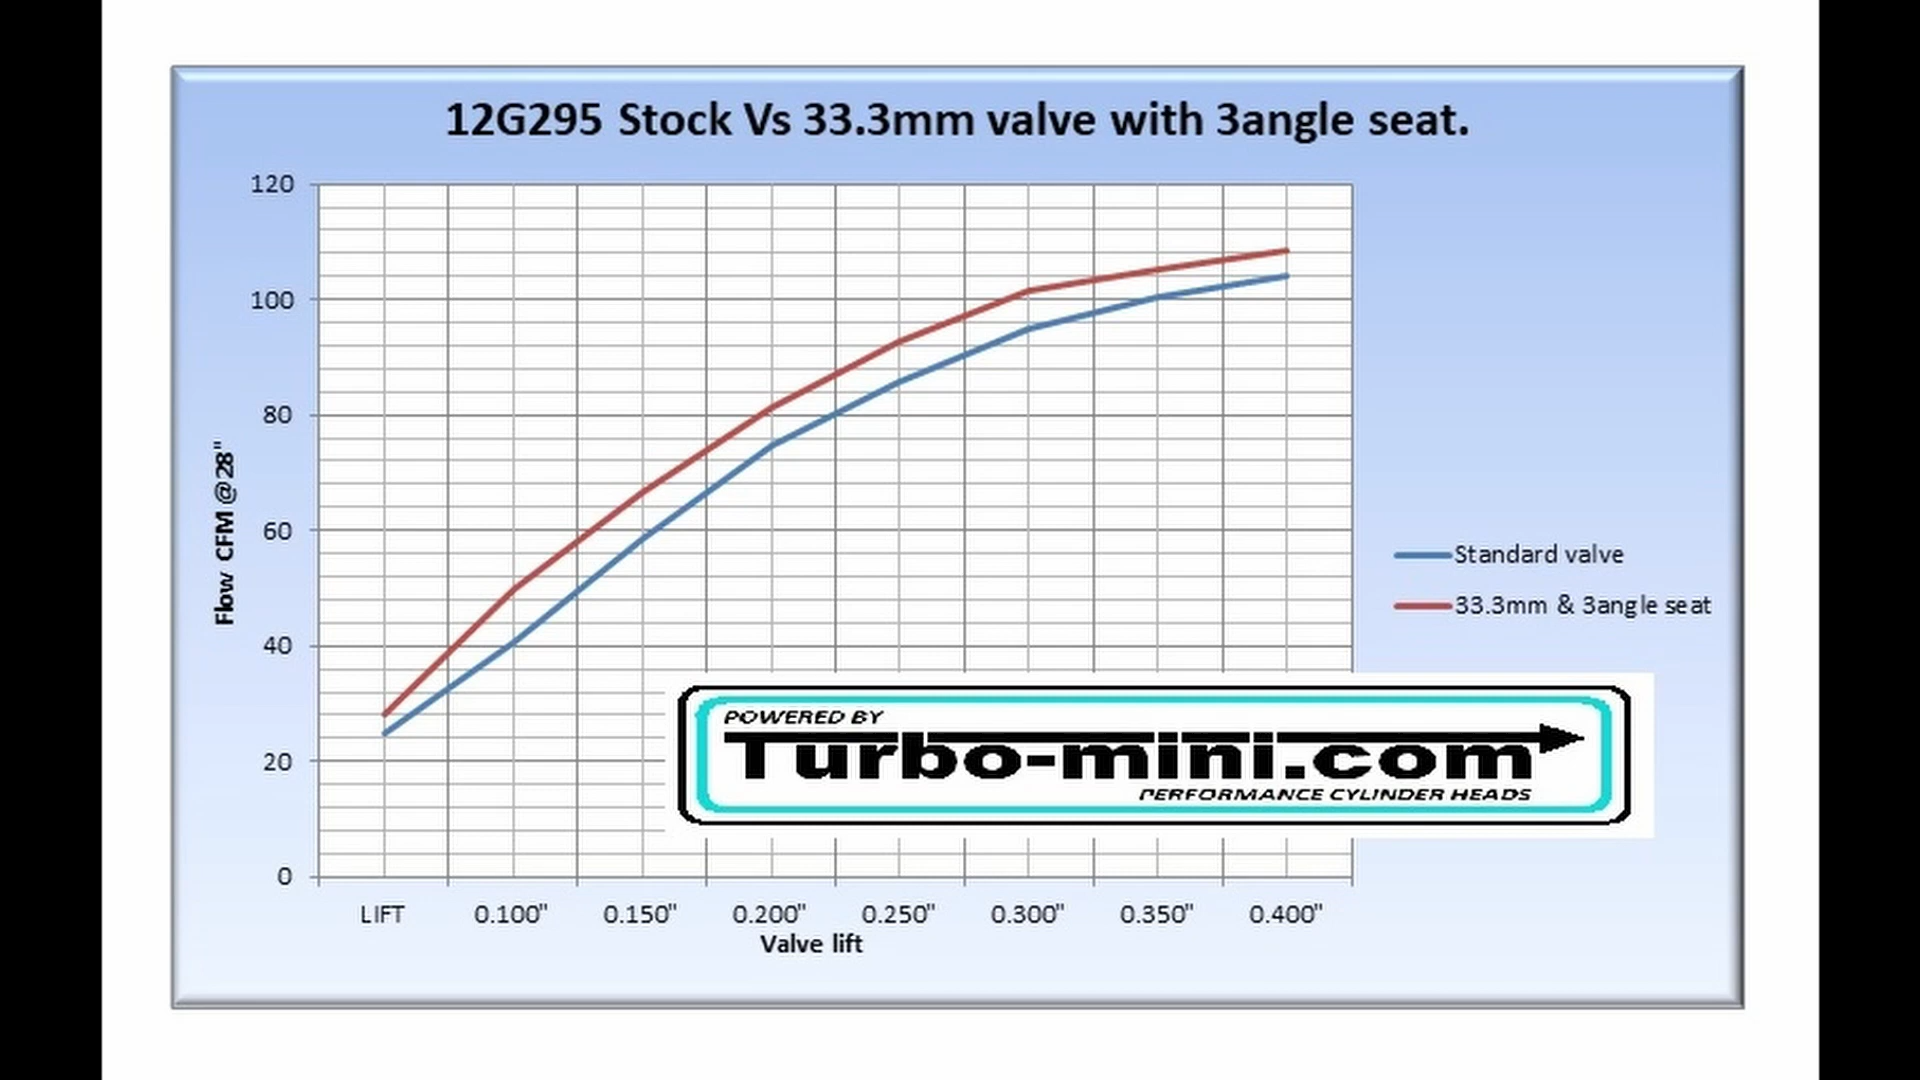 12G295 Stock Vs 33.3mm valve with 3angle seat.
120
100
80
60
40
20
0
Flow CFM @28"
LIFT 0.100" 0.150" 0.200" 0.250" 0.300" 0.350" 0.400"
Valve lift
Standard valve
33.3mm & 3angle seat
POWERED BY
Turbo-mini.com
PERFORMANCE CYLINDER HEADS